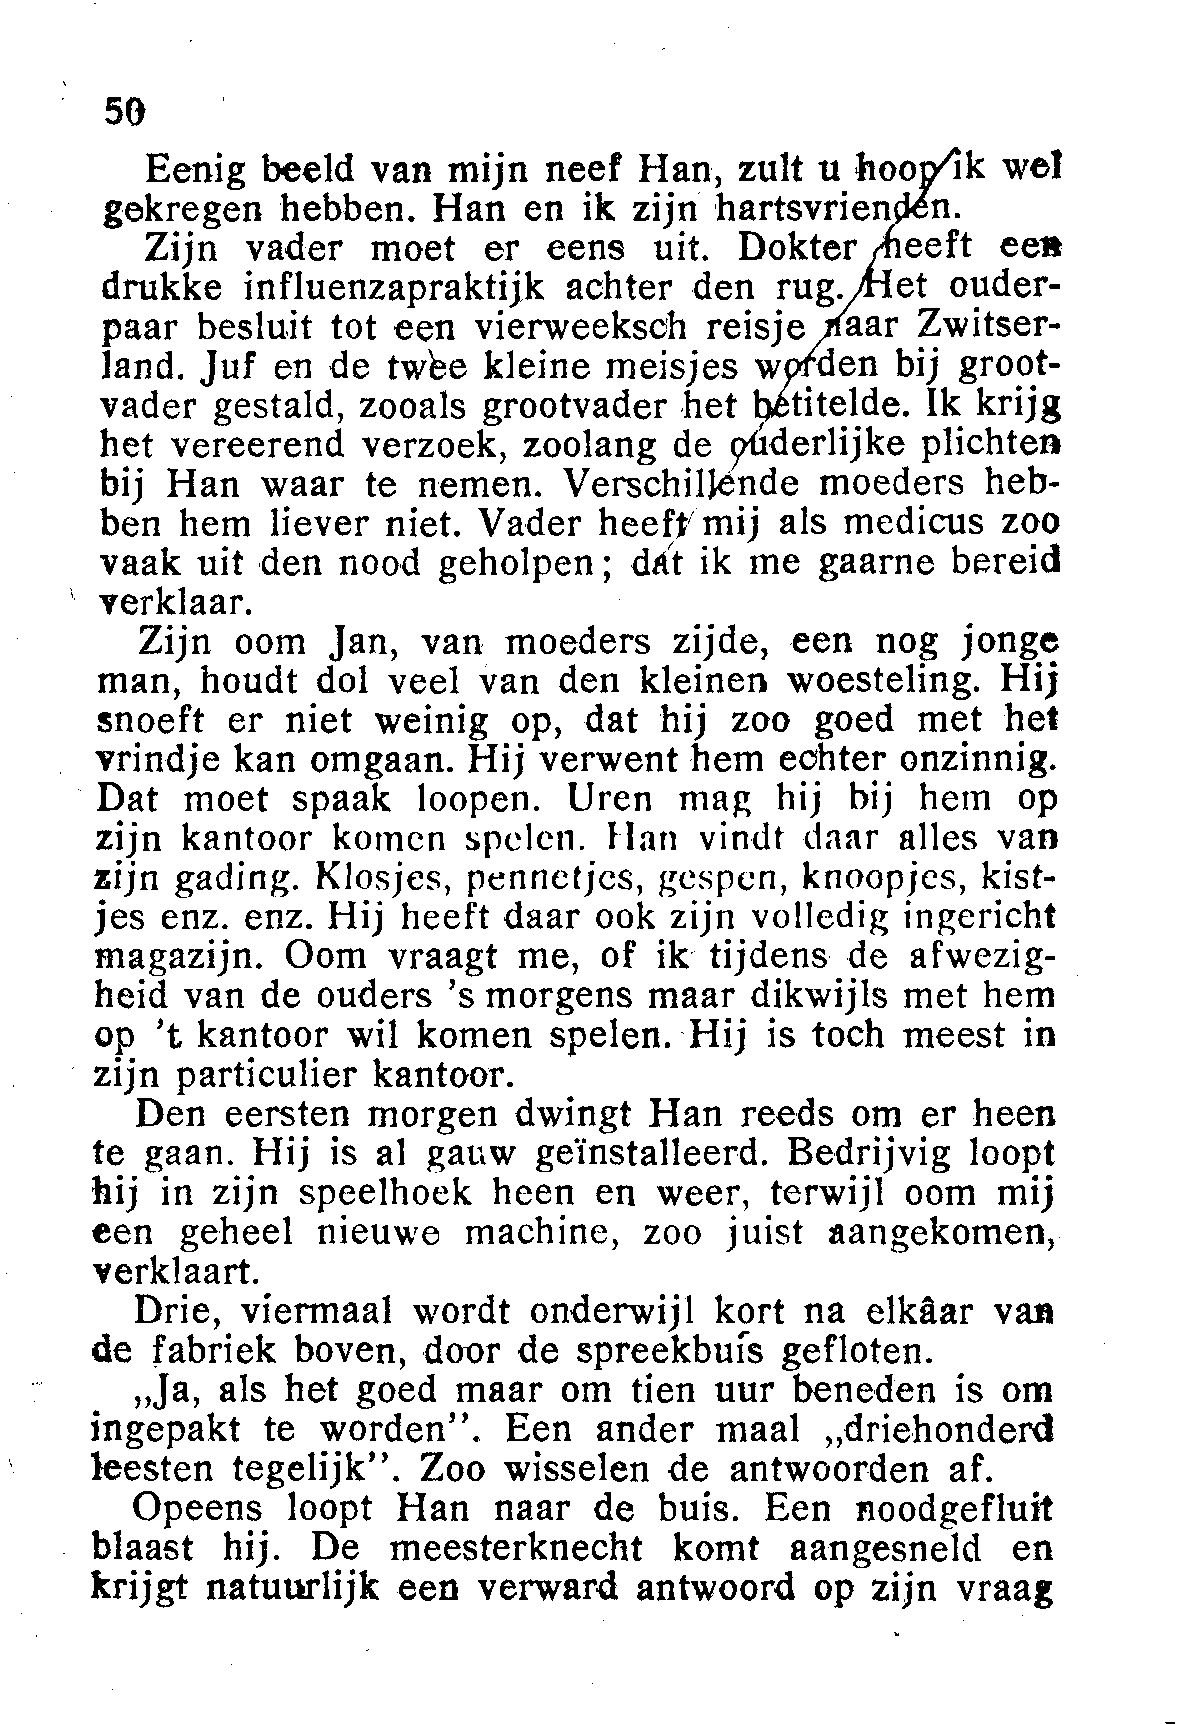 50
Eenig beeld van mijn neef Han, zult u hoop ik wel
gekregen hebben. Han en ik zijn hartsvrienden.
Zijn vader moet er eens uit. Dokter heeft een
drukke influenzapraktijk achter den rug. Het ouder-
paar besluit tot een vierweeksch reisje naar Zwitser-
land. Juf en de twee kleine meisjes worden bij groot-
vader gestald, zooals grootvader het betitelde. Ik krijg
het vereerend verzoek, zoolang de ouderlijke plichten
bij Han waar te nemen. Verschillende moeders heb-
ben hem liever niet. Vader heeft mij als medicus zoo
vaak uit den nood geholpen; dat ik me gaarne bereid
verklaar.
Zijn oom Jan, van moeders zijde, een nog jonge
man, houdt dol veel van den kleinen woesteling. Hij
snoeft er niet weinig op, dat hij zoo goed met het
vrindje kan omgaan. Hij verwent hem echter onzinnig.
Dat moet spaak loopen. Uren mag hij bij hem op
zijn kantoor komen spelen. Han vindt daar alles van
zijn gading. Klosjes, pennetjes, gespen, knoopjes, kist-
jes enz. enz. Hij heeft daar ook zijn volledig ingericht
magazijn. Oom vraagt me, of ik tijdens de afwezig-
heid van de ouders 's morgens maar dikwijls met hem
op 't kantoor wil komen spelen. Hij is toch meest in
zijn particulier kantoor.
Den eersten morgen dwingt Han reeds om er heen
te gaan. Hij is al gauw geïnstalleerd. Bedrijvig loopt
hij in zijn speelhoek heen en weer, terwijl oom mij
een geheel nieuwe machine, zoo juist aangekomen,
verklaart.
Drie, viermaal wordt onderwijl kort na elkâar van
de fabriek boven, door de spreekbuis gefloten.
„Ja, als het goed maar om tien uur beneden is om
ingepakt te worden”. Een ander maal „driehonderd
leesten tegelijk”. Zoo wisselen de antwoorden af.
Opeens loopt Han naar de buis. Een noodgefluit
blaast hij. De meesterknecht komt aangesneld en
krijgt natuurlijk een verward antwoord op zijn vraag